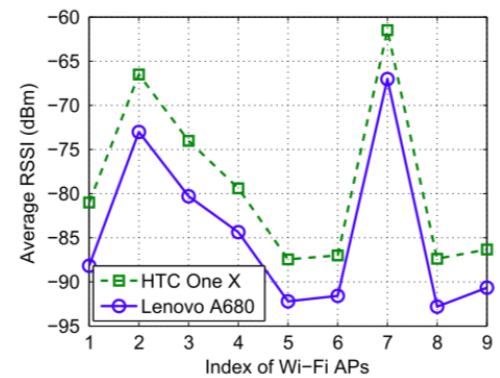 −60
−65
−70
−75
−80
−85
−90
−95
Average RSSI (dBm)
HTC One X
Lenovo A680
1 2 3 4 5 6 7 8 9
Index of Wi−Fi APs